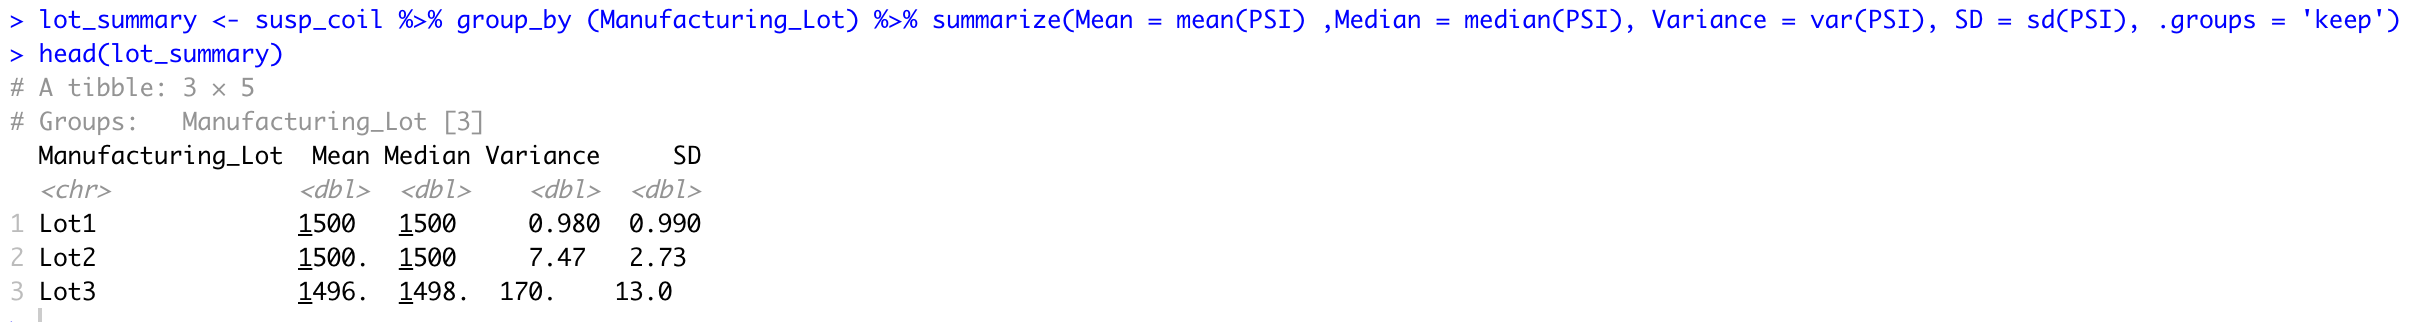 > lot_summary <- susp_coil %>% group_by (Manufacturing_Lot) %>% summarize(Mean = mean(PSI) ,Median = median(PSI), Variance = var(PSI), SD = sd(PSI), .groups = 'keep')
> head(lot_summary)
# A tibble: 3 × 5
# Groups:   Manufacturing_Lot [3]
  Manufacturing_Lot  Mean Median Variance     SD
  <chr>             <dbl>  <dbl>    <dbl>  <dbl>
1 Lot1              1500   1500     0.980  0.990
2 Lot2              1500.  1500     7.47   2.73
3 Lot3              1496.  1498.  170.    13.0